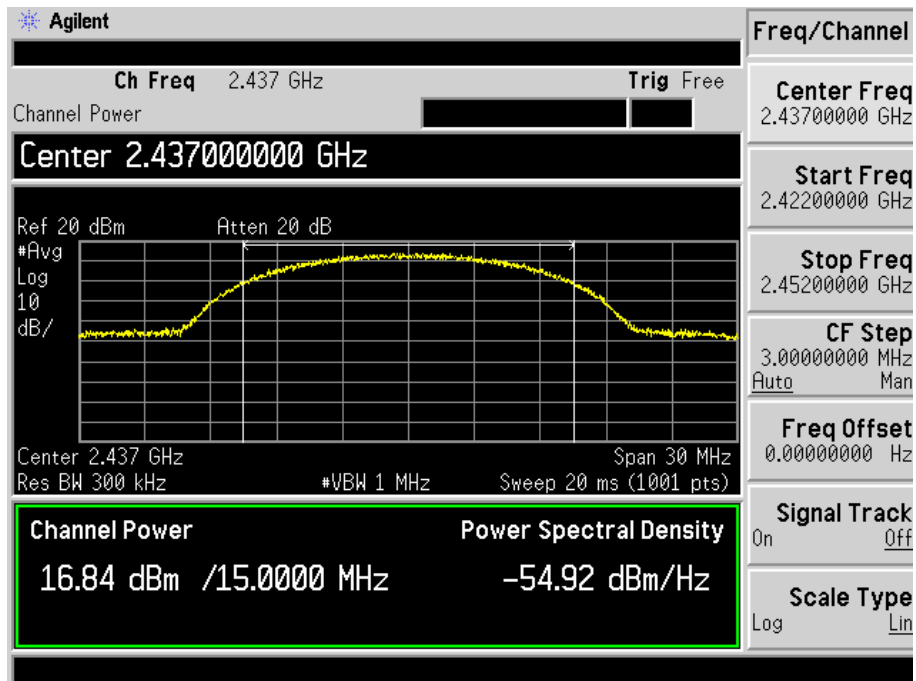 Agilent
Freq/Channel
Ch Freq 2.437 GHz Trig Free
Channel Power
Center 2.437000000 GHz
Ref 20 dBm Atten 20 dB
#Avg
Log
10
dB/
Center 2.437 GHz Span 30 MHz
Res BW 300 kHz #VBW 1 MHz Sweep 20 ms (1001 pts)
Channel Power Power Spectral Density
16.84 dBm /15.0000 MHz -54.92 dBm/Hz
Center Freq
2.43700000 GHz
Start Freq
2.42200000 GHz
Stop Freq
2.45200000 GHz
CF Step
3.00000000 MHz
Auto Man
Freq Offset
0.00000000 Hz
Signal Track
On Off
Scale Type
Log Lin